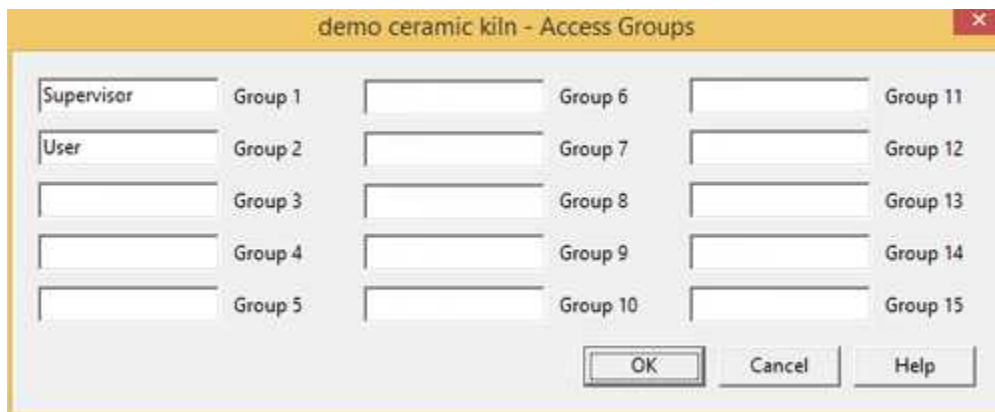 demo ceramic kiln - Access Groups
Supervisor Group 1 Group 6 Group 11
User Group 2 Group 7 Group 12
Group 3 Group 8 Group 13
Group 4 Group 9 Group 14
Group 5 Group 10 Group 15
OK Cancel Help